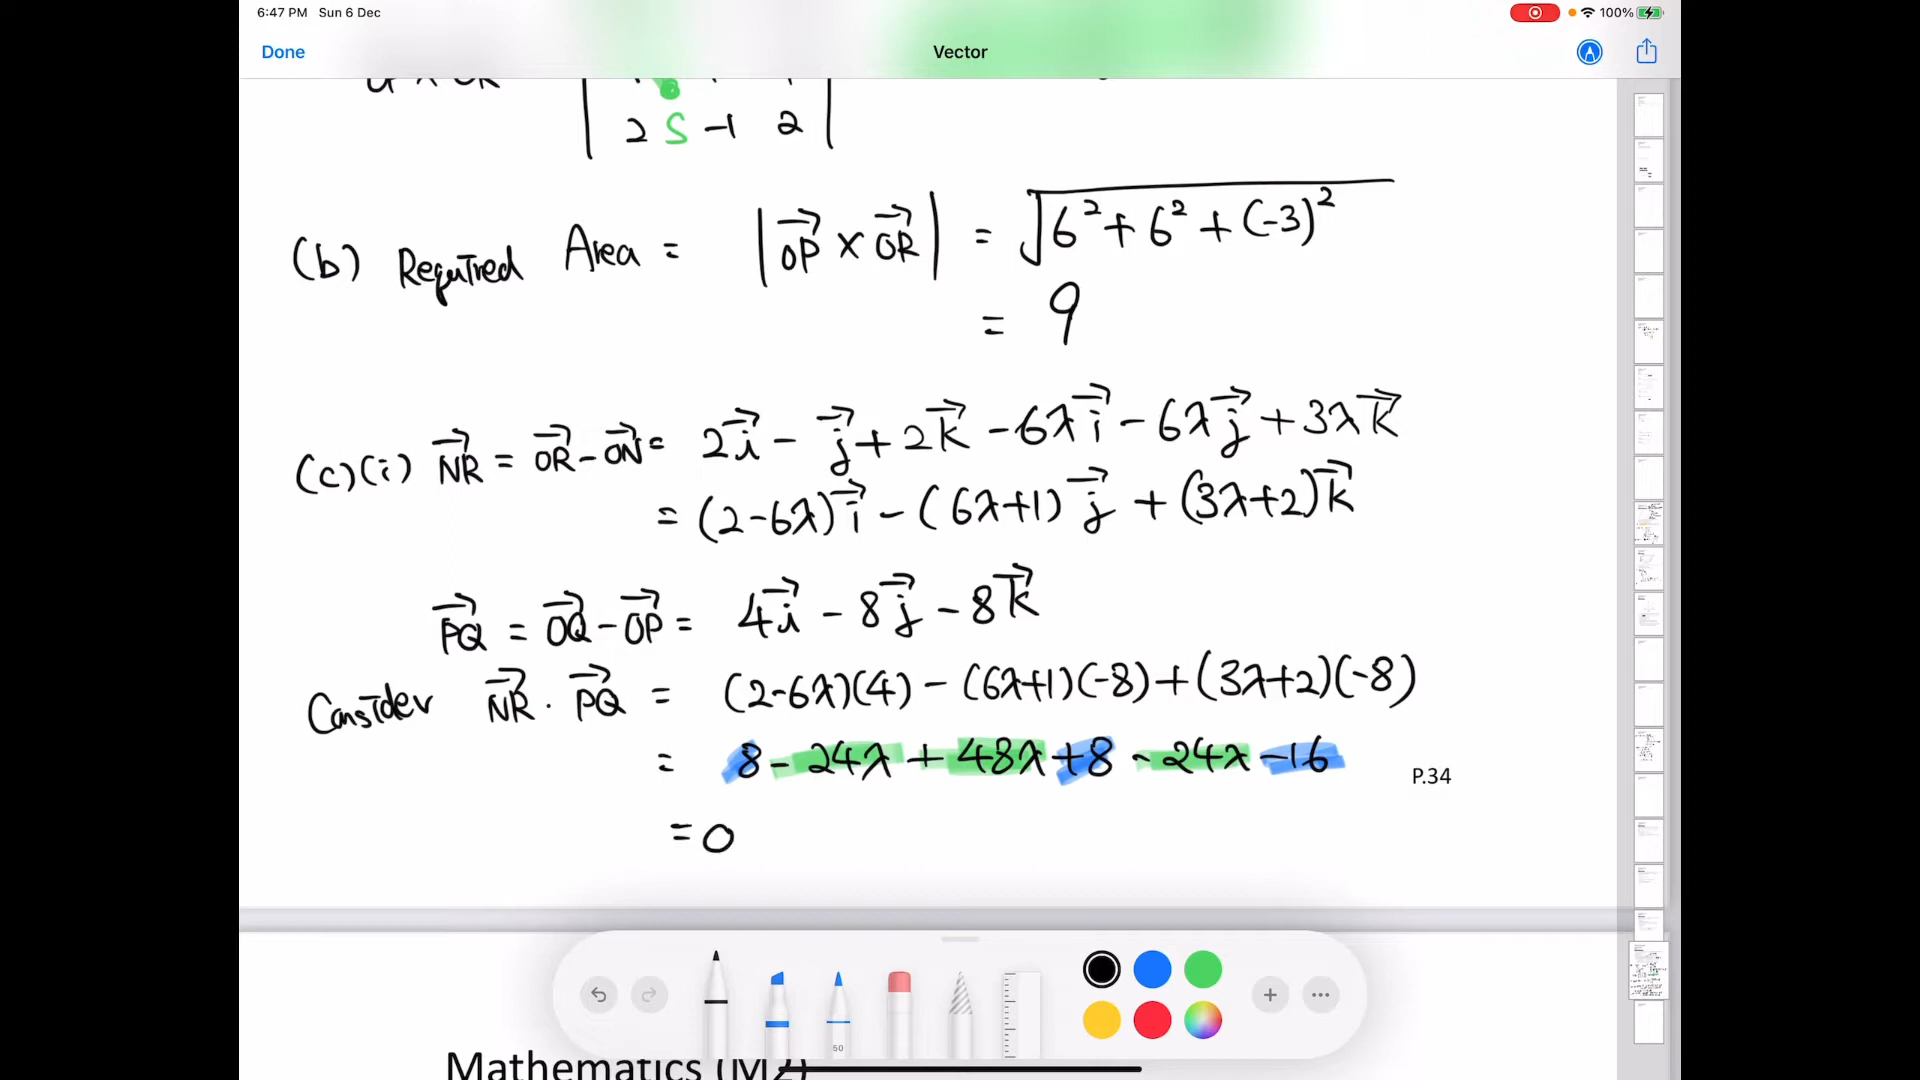 6:47 PM Sun 6 Dec 100%
Done Vector
2 S -1 2
(b) Required Area = |→OP × →OR| = √(6² + 6² + (-3)²)
= 9
(c)(i) →NR = →OR - →ON = 2→i - →j + 2→k - 6λ→i - 6λ→j + 3λ→k
= (2-6λ)→i - (6λ+1)→j + (3λ+2)→k
→PQ = →OQ - →OP = 4→i - 8→j - 8→k
Consider →NR · →PQ = (2-6λ)(4) - (6λ+1)(-8) + (3λ+2)(-8)
= 8 - 24λ + 48λ + 8 - 24λ - 16
P.34
= 0
50
Mathematics (M2)